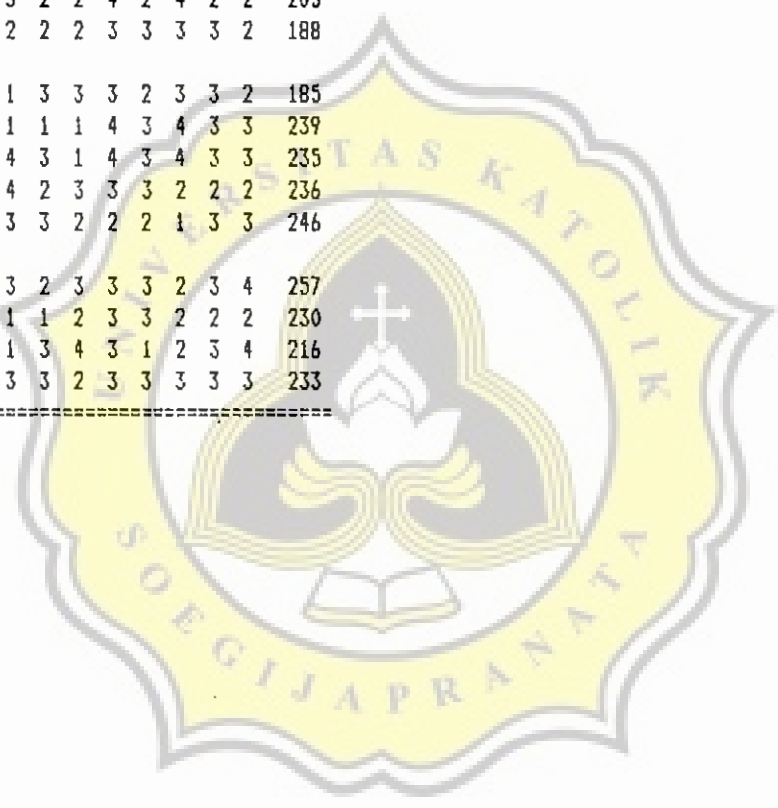 2 2 2 3 3 3 3 2 188
1 3 3 3 2 3 3 2 185
1 1 1 4 3 4 3 3 239
4 3 1 4 3 4 3 3 235
4 2 3 3 3 2 2 2 236
3 3 2 2 2 1 3 3 246
3 2 3 3 3 2 3 4 257
1 1 2 3 3 2 2 2 230
1 3 4 3 1 2 3 4 216
3 3 2 3 3 3 3 3 233
UNIVERSITAS KATOLIK
SOEGIJAPRANATA